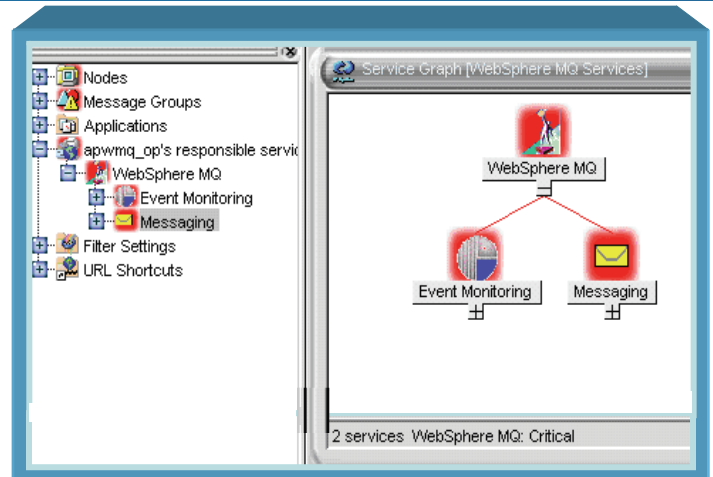 Nodes
Message Groups
Applications
apwmq_op's responsible servic
WebSphere MQ
Event Monitoring
Messaging
Filter Settings
URL Shortcuts
Service Graph [WebSphere MQ Services]
WebSphere MQ
Event Monitoring
Messaging
2 services WebSphere MQ: Critical